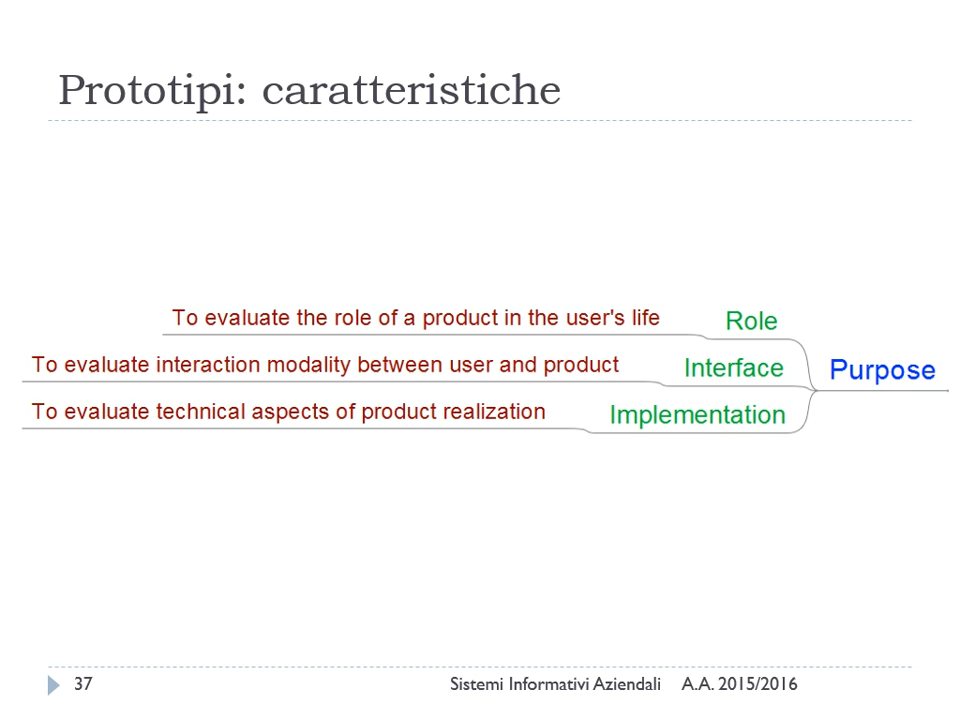 Prototipi: caratteristiche
To evaluate the role of a product in the user's life
Role
To evaluate interaction modality between user and product
Interface
Purpose
To evaluate technical aspects of product realization
Implementation
37
Sistemi Informativi Aziendali
A.A. 2015/2016